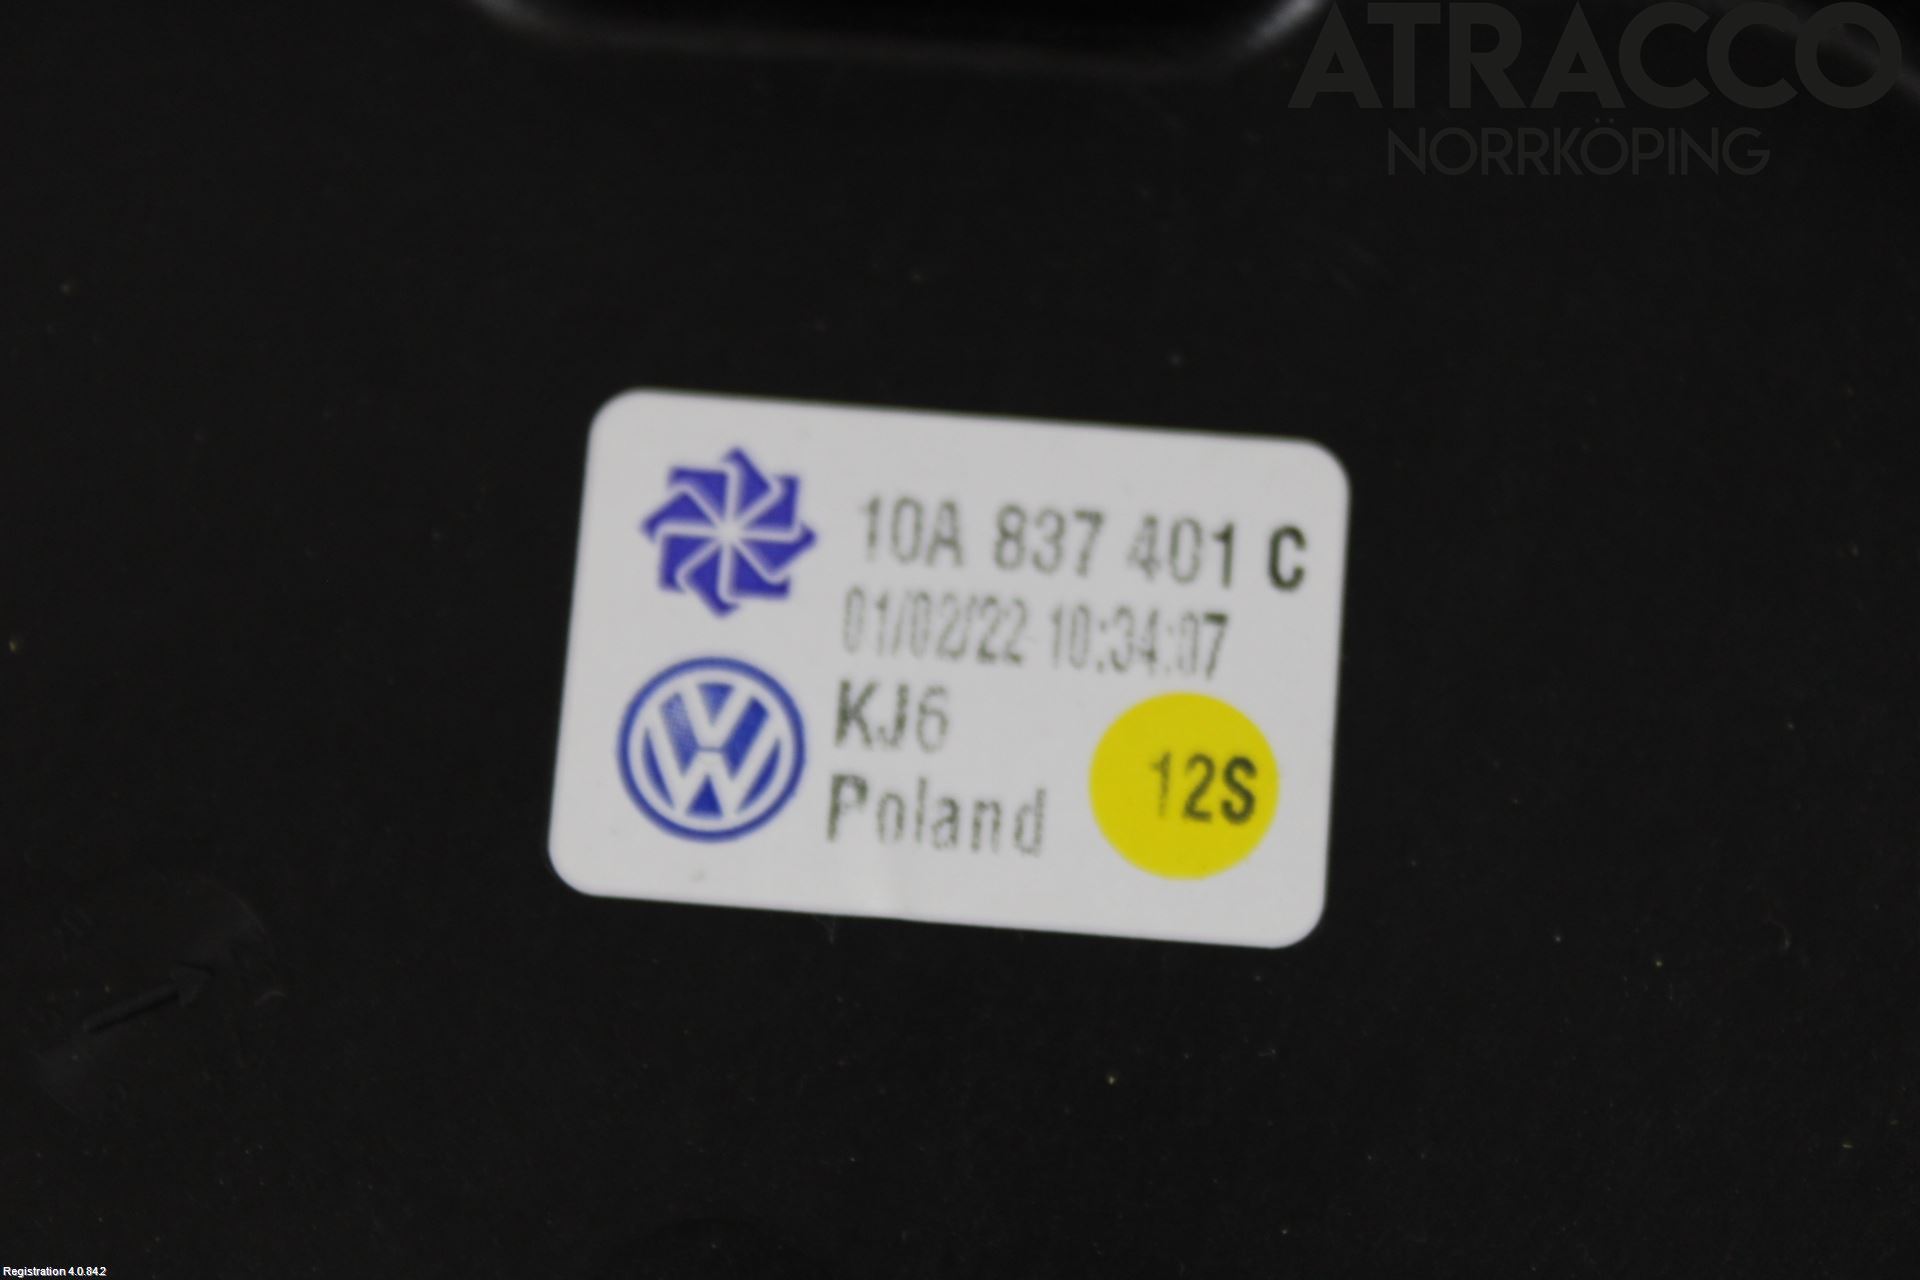 ATRACCO
NORRKÖPING
10A 837 401 C
01/02/22 10:34:07
KJ6
Poland
12S
Registration 4.0.84.2